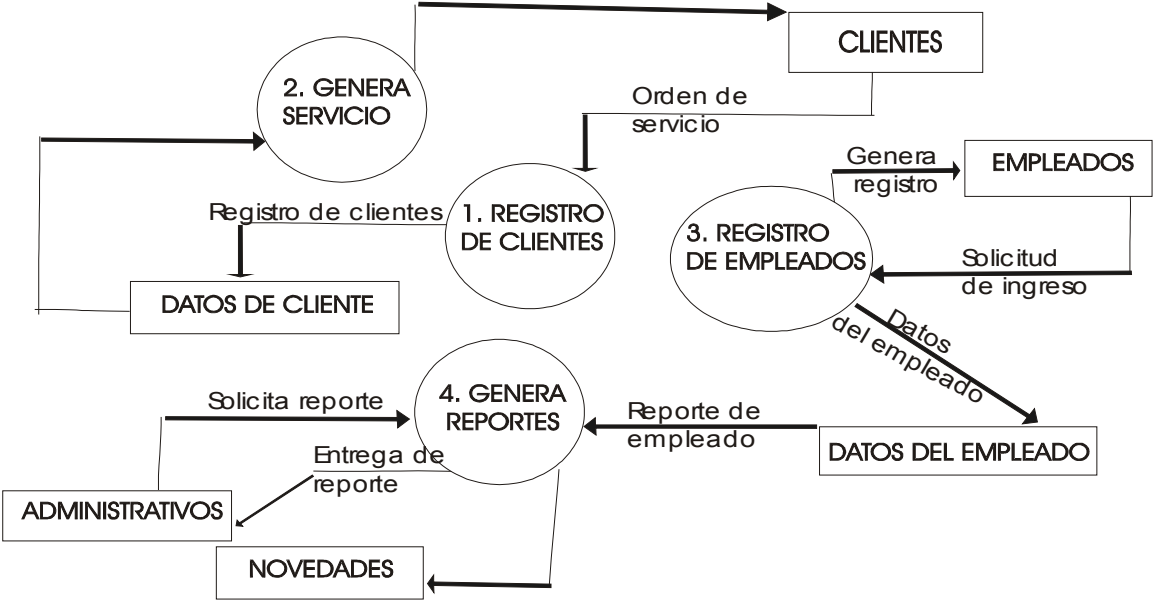 CLIENTES
2. GENERA
SERVICIO
Orden de
servicio
Genera
registro
EMPLEADOS
Registro de clientes
1. REGISTRO
DE CLIENTES
3. REGISTRO
DE EMPLEADOS
Solicitud
de ingreso
DATOS DE CLIENTE
Datos
del empleado
Solicita reporte
4. GENERA
REPORTES
Reporte de
empleado
DATOS DEL EMPLEADO
Entrega de
reporte
ADMINISTRATIVOS
NOVEDADES